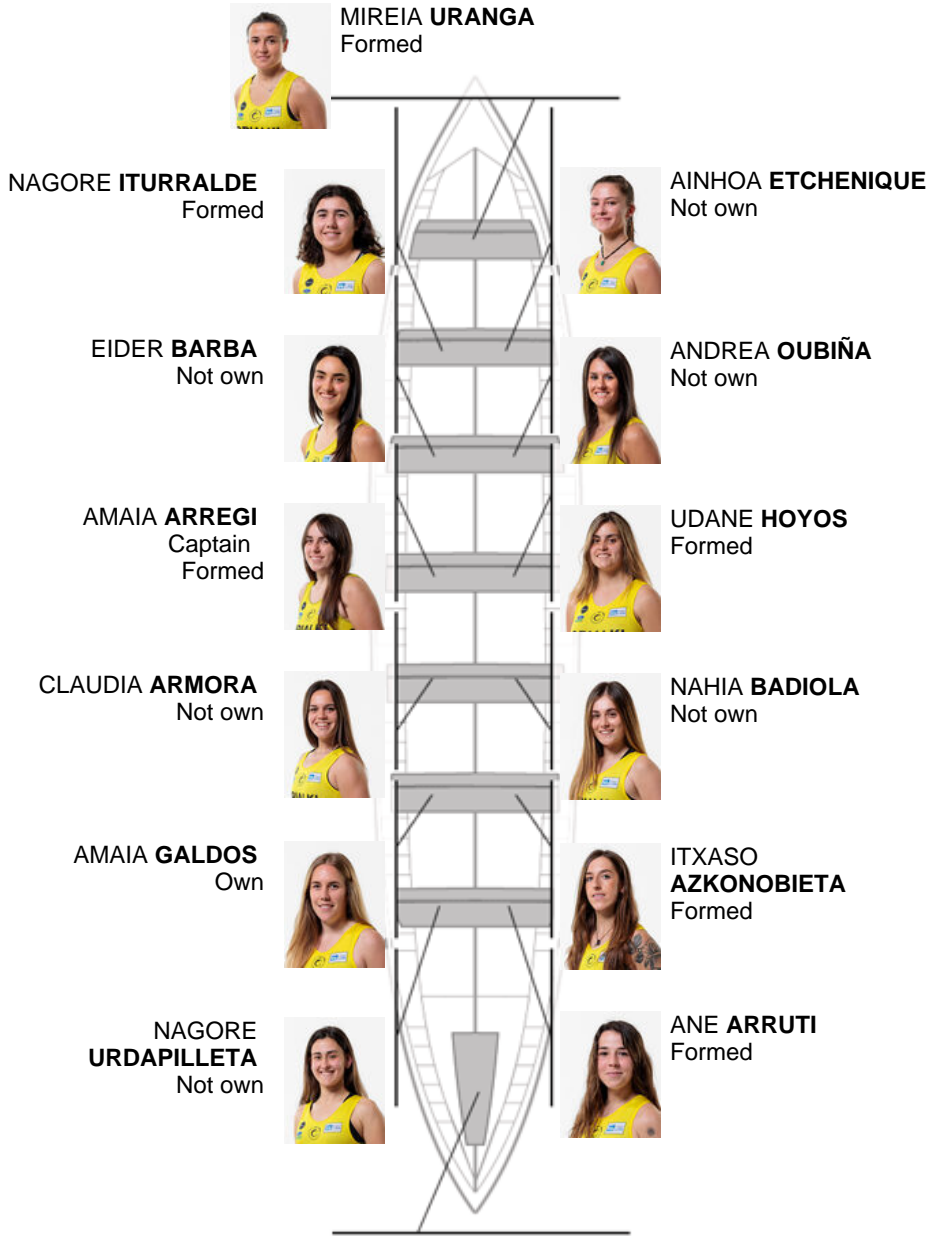 MIREIA URANGA
Formed
NAGORE ITURRALDE
Formed
AINHOA ETCHENIQUE
Not own
EIDER BARBA
Not own
ANDREA OUBIÑA
Not own
AMAIA ARREGI
Captain
Formed
UDANE HOYOS
Formed
CLAUDIA ARMORA
Not own
NAHIA BADIOLA
Not own
AMAIA GALDOS
Own
ITXASO
AZKONOBIETA
Formed
NAGORE
URDAPILLETA
Not own
ANE ARRUTI
Formed